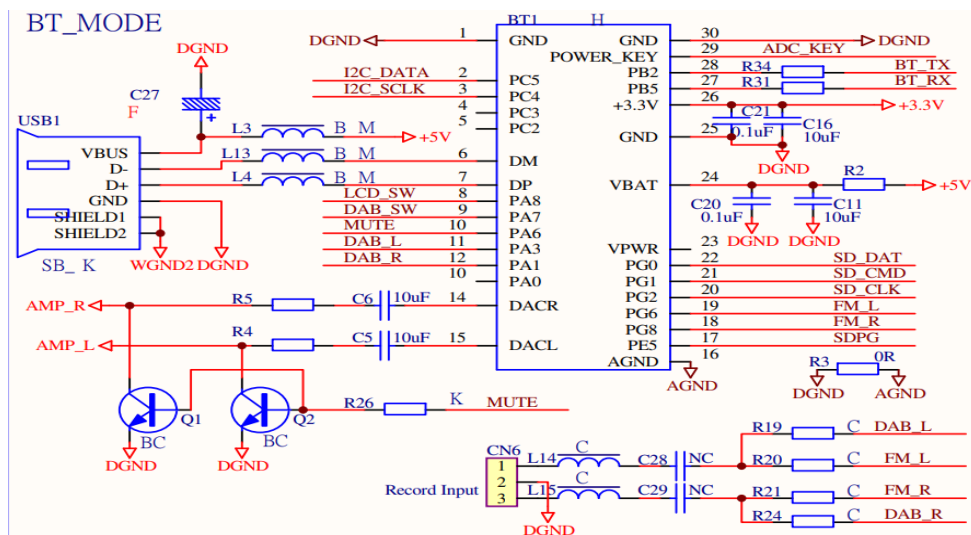 BT_MODE
BT1 H
DGND 1 GND GND 30 DGND
POWER_KEY 29 ADC_KEY
I2C_DATA 2 PC5 PB2 28 R34 BT_TX
I2C_SCLK 3 PC4 PB5 27 R31 BT_RX
4 PC3 +3.3V 26 +3.3V
5 PC2 GND 25 C21 0.1uF C16 10uF
DGND
DGND
C27
F +
USB1
VBUS L3 B M +5V
D- L13 B M 6 DM
D+ L4 B M 7 DP VBAT 24 R2 +5V
GND LCD_SW 8 PA8 C20 0.1uF C11 10uF
SHIELD1 DAB_SW 9 PA7
SHIELD2 MUTE 10 PA6 DGND DGND
DAB_L 11 PA3 VPWR 23
SB_ K WGND2 DGND DAB_R 12 PA1 PG0 22 SD_DAT
10 PA0 PG1 21 SD_CMD
PG2 20 SD_CLK
AMP_R R5 C6 10uF 14 DACR PG6 19 FM_L
PG8 18 FM_R
AMP_L R4 C5 10uF 15 DACL PE5 17 SDPG
AGND 16
AGND
R3 0R
DGND AGND
Q1 Q2 R26 K MUTE
BC BC
DGND DGND
R19 C DAB_L
CN6
Record Input
1 L14 C C28 NC R20 C FM_L
2
3 L15 C C29 NC R21 C FM_R
DGND
R24 C DAB_R